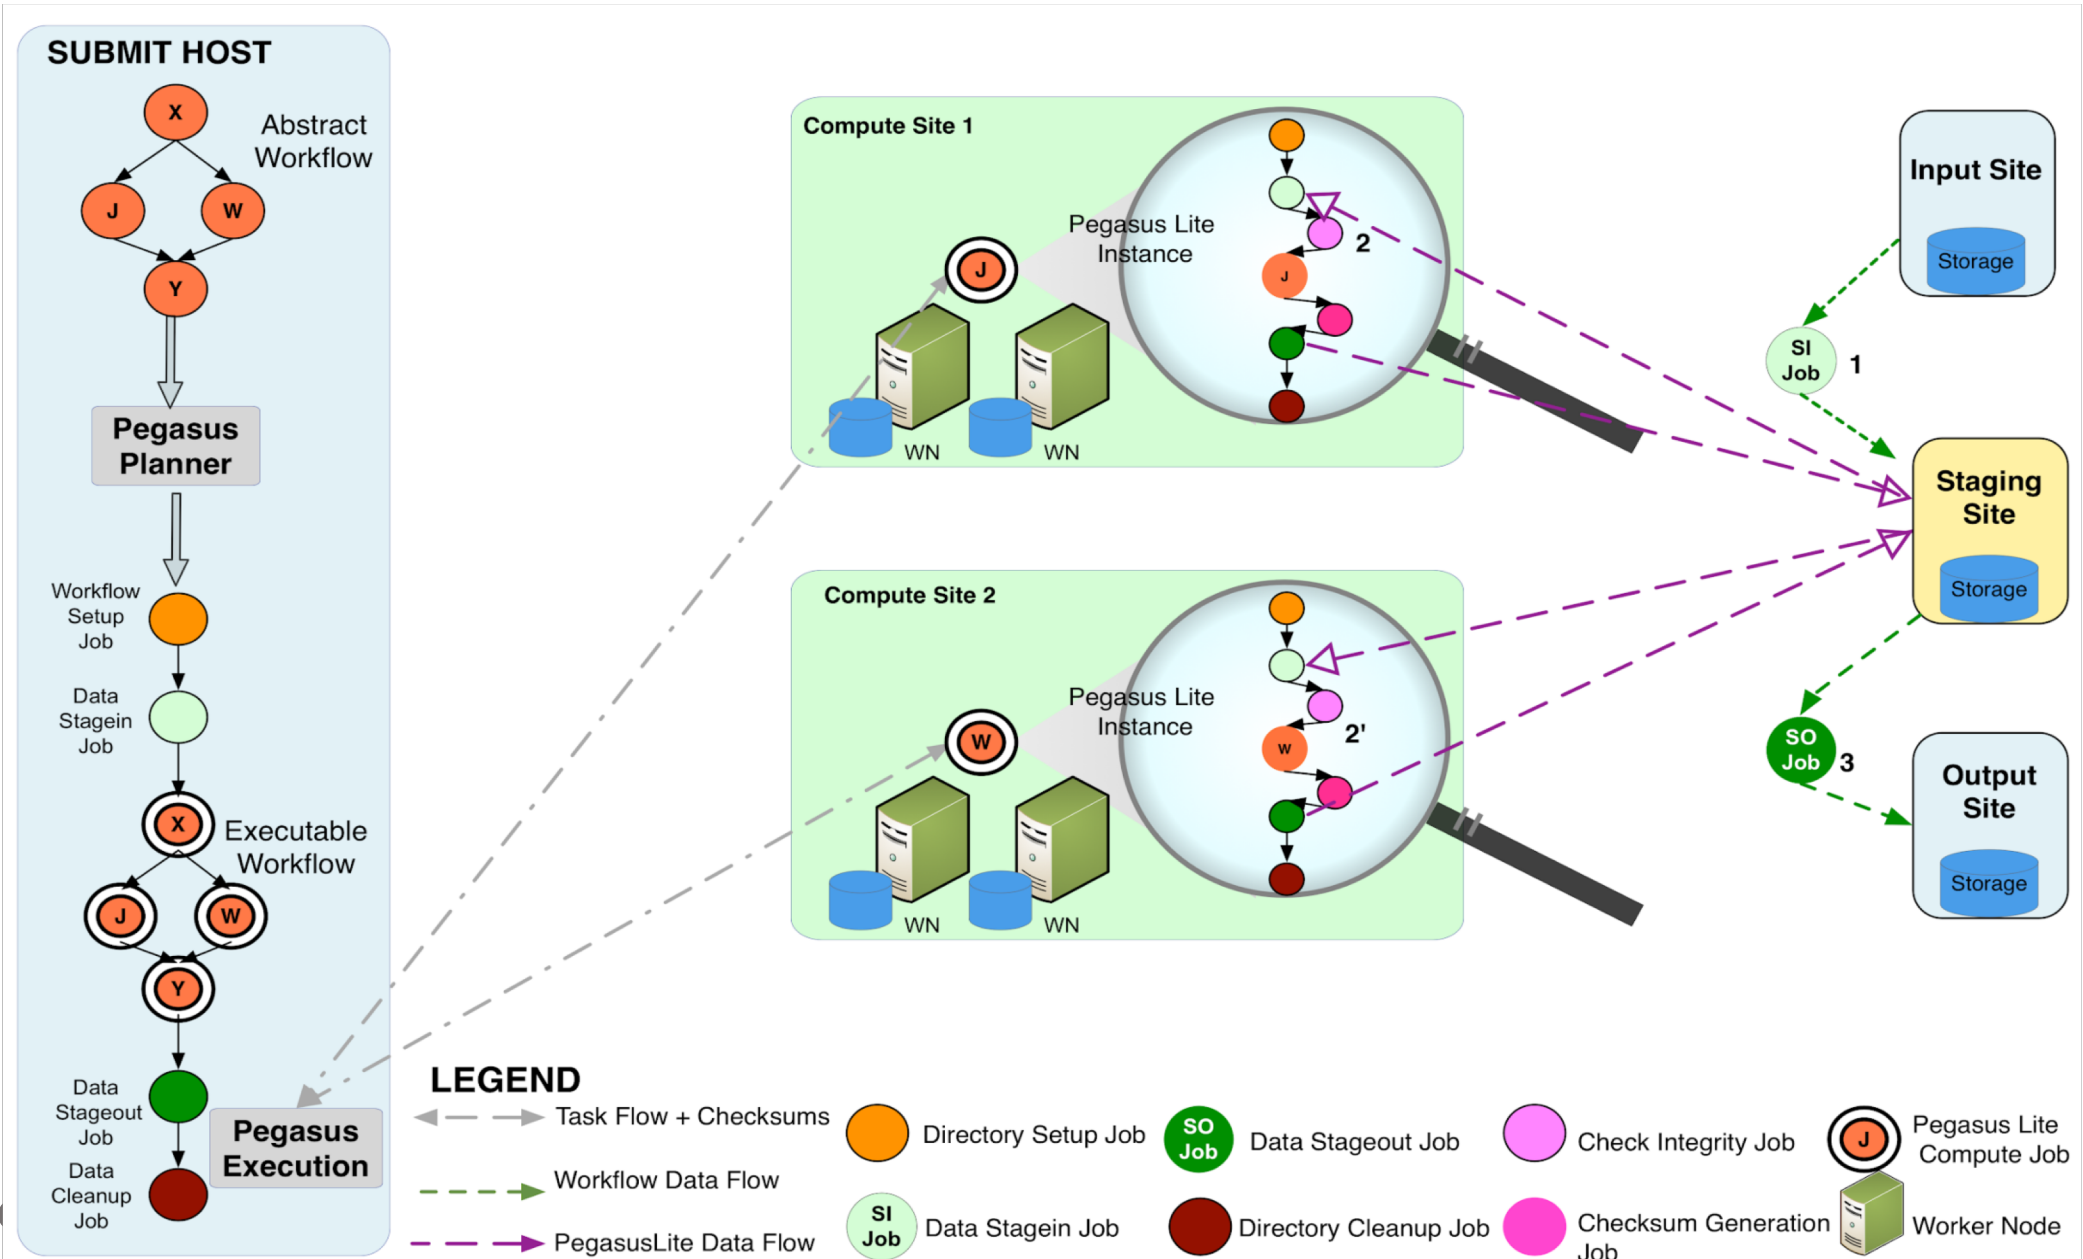 SUBMIT HOST
X
Abstract
Workflow
J
W
Y
Pegasus
Planner
Workflow
Setup
Job
Data
Stagein
Job
X
Executable
Workflow
J
W
Y
Data
Stageout
Job
Pegasus
Execution
Data
Cleanup
Job
Compute Site 1
Pegasus Lite
Instance
J
2
J
WN
WN
Compute Site 2
Pegasus Lite
Instance
W
2'
W
WN
WN
Input Site
Storage
SI
Job
1
Staging
Site
Storage
SO
Job
3
Output
Site
Storage
LEGEND
Task Flow + Checksums
Workflow Data Flow
PegasusLite Data Flow
Directory Setup Job
SI
Job
Data Stagein Job
SO
Job
Data Stageout Job
Directory Cleanup Job
Check Integrity Job
Checksum Generation
Job
J
Pegasus Lite
Compute Job
Worker Node